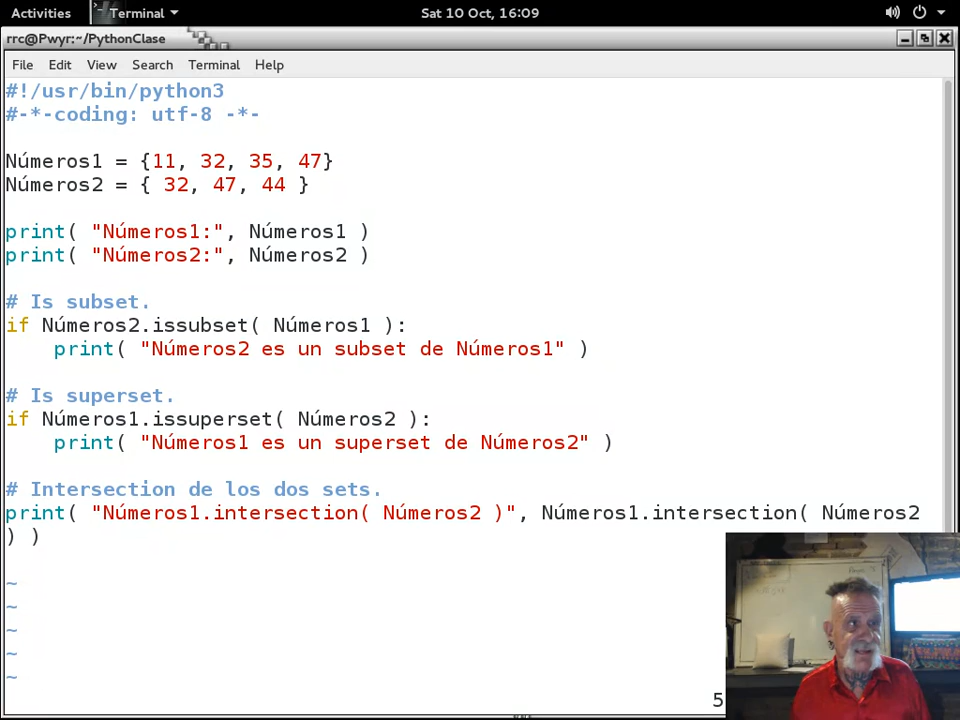 Activities Terminal Sat 10 Oct, 16:09
rrc@Pwyr:~/PythonClase
File Edit View Search Terminal Help
#!/usr/bin/python3
#-*-coding: utf-8 -*-
Números1 = {11, 32, 35, 47}
Números2 = { 32, 47, 44 }
print( "Números1:", Números1 )
print( "Números2:", Números2 )
# Is subset.
if Números2.issubset( Números1 ):
    print( "Números2 es un subset de Números1" )
# Is superset.
if Números1.issuperset( Números2 ):
    print( "Números1 es un superset de Números2" )
# Intersection de los dos sets.
print( "Números1.intersection( Números2 )", Números1.intersection( Números2
) )
~
~
~
~
~
5